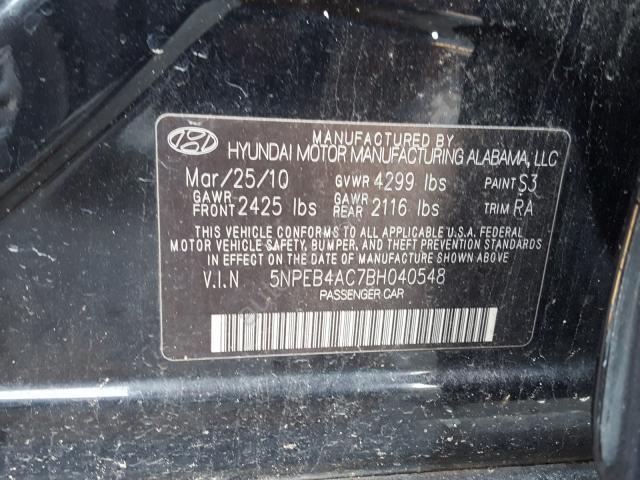 MANUFACTURED BY
HYUNDAI MOTOR MANUFACTURING ALABAMA, LLC
Mar/25/10 GVWR 4299 lbs PAINT S3
GAWR FRONT 2425 lbs GAWR REAR 2116 lbs TRIM RA
THIS VEHICLE CONFORMS TO ALL APPLICABLE U.S.A. FEDERAL
MOTOR VEHICLE SAFETY, BUMPER, AND THEFT PREVENTION STANDARDS
IN EFFECT ON THE DATE OF MANUFACTURE SHOWN ABOVE.
V.I.N 5NPEB4AC7BH040548
PASSENGER CAR